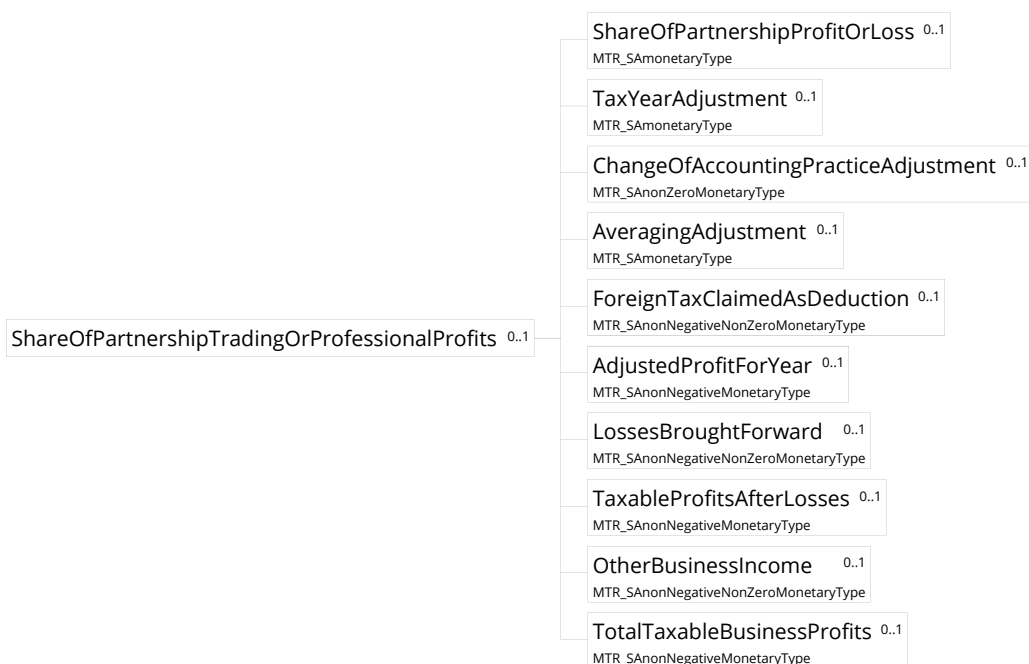 ShareOfPartnershipProfitOrLoss 0..1
MTR_SAmonetaryType
TaxYearAdjustment 0..1
MTR_SAmonetaryType
ChangeOfAccountingPracticeAdjustment 0..1
MTR_SAnonZeroMonetaryType
AveragingAdjustment 0..1
MTR_SAmonetaryType
ForeignTaxClaimedAsDeduction 0..1
MTR_SAnonNegativeNonZeroMonetaryType
ShareOfPartnershipTradingOrProfessionalProfits 0..1
AdjustedProfitForYear 0..1
MTR_SAnonNegativeMonetaryType
LossesBroughtForward 0..1
MTR_SAnonNegativeNonZeroMonetaryType
TaxableProfitsAfterLosses 0..1
MTR_SAnonNegativeMonetaryType
OtherBusinessIncome 0..1
MTR_SAnonNegativeNonZeroMonetaryType
TotalTaxableBusinessProfits 0..1
MTR_SAnonNegativeMonetaryType